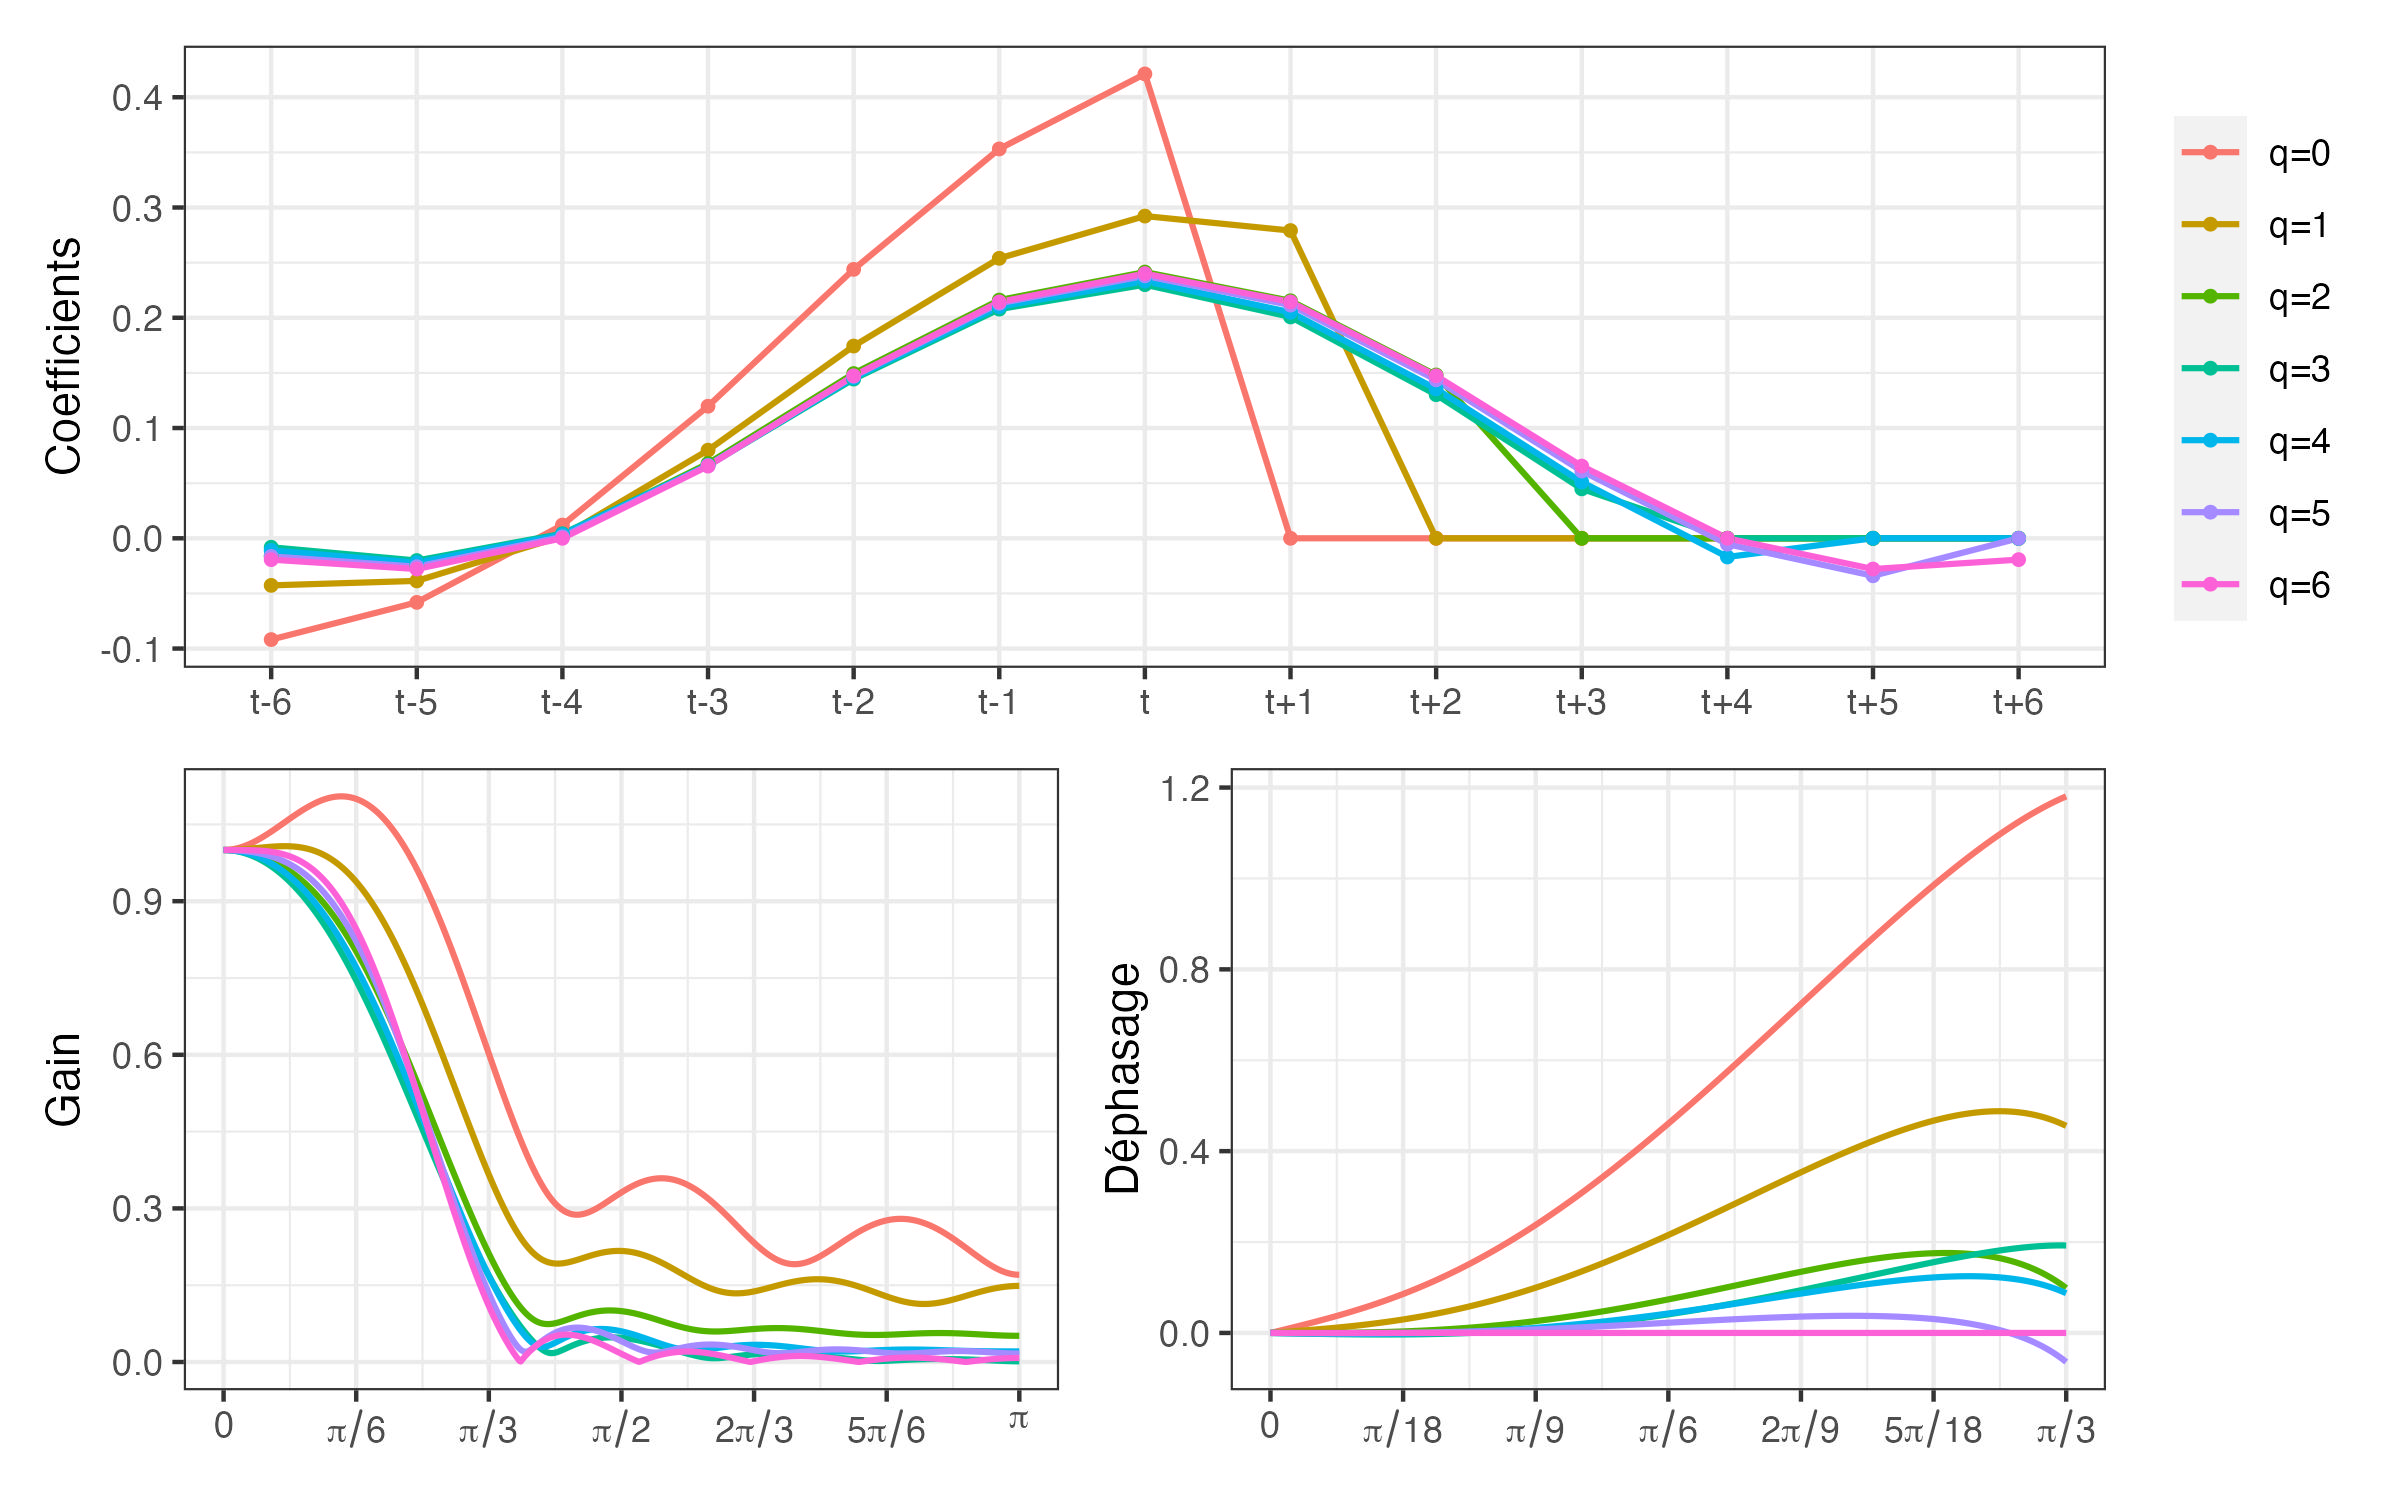 Coefficients
0.4
0.3
0.2
0.1
0.0
-0.1
t-6 t-5 t-4 t-3 t-2 t-1 t t+1 t+2 t+3 t+4 t+5 t+6
q=0
q=1
q=2
q=3
q=4
q=5
q=6
Gain
0.9
0.6
0.3
0.0
0 π/6 π/3 π/2 2π/3 5π/6 π
Déphasage
1.2
0.8
0.4
0.0
0 π/18 π/9 π/6 2π/9 5π/18 π/3